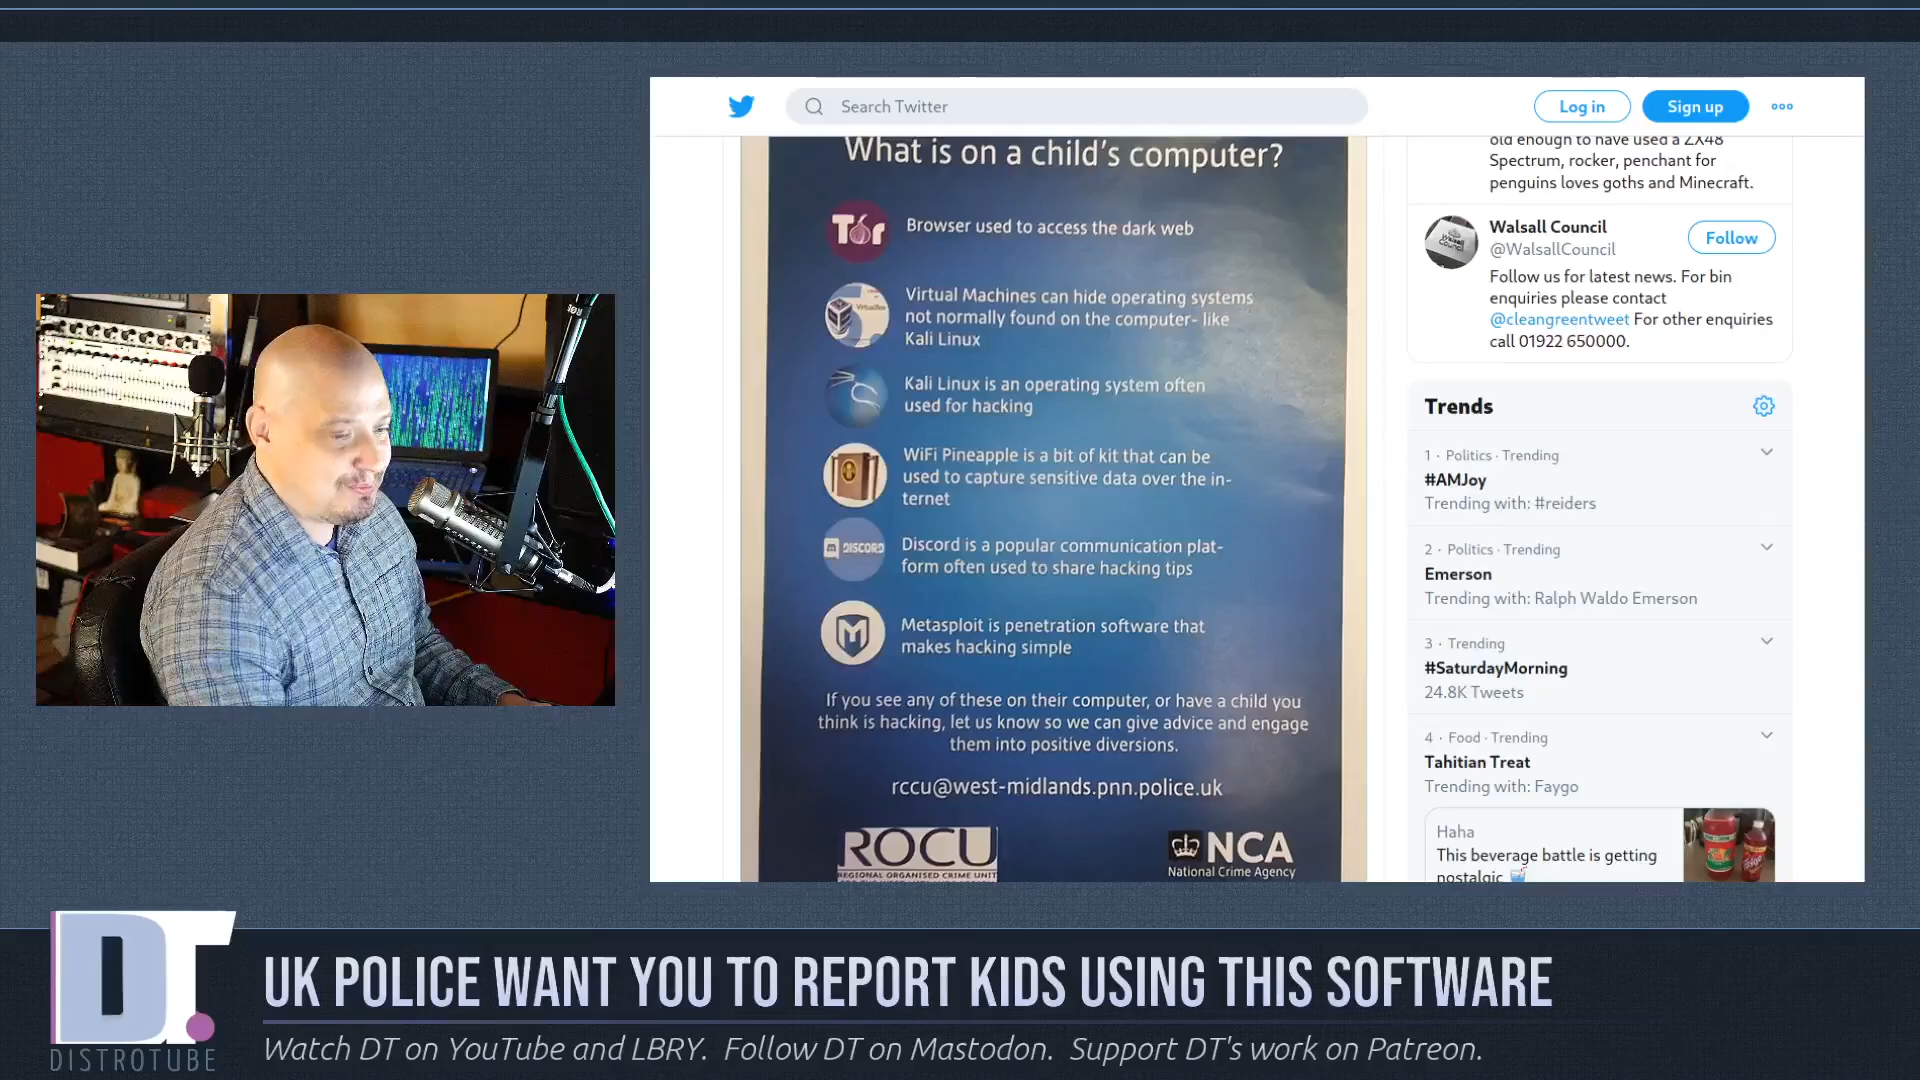 Search Twitter
Log in
Sign up
What is on a child's computer?
Tor
Browser used to access the dark web
VirtualBox
Virtual Machines can hide operating systems
not normally found on the computer- like
Kali Linux
Kali Linux is an operating system often
used for hacking
WiFi Pineapple is a bit of kit that can be
used to capture sensitive data over the in-
ternet
DISCORD
Discord is a popular communication plat-
form often used to share hacking tips
Metasploit is penetration software that
makes hacking simple
If you see any of these on their computer, or have a child you
think is hacking, let us know so we can give advice and engage
them into positive diversions.
rccu@west-midlands.pnn.police.uk
ROCU
REGIONAL ORGANISED CRIME UNIT
NCA
National Crime Agency
old enough to have used a ZX48
Spectrum, rocker, penchant for
penguins loves goths and Minecraft.
Walsall Council
@WalsallCouncil
Follow
Follow us for latest news. For bin
enquiries please contact
@cleangreentweet For other enquiries
call 01922 650000.
Trends
1 · Politics · Trending
#AMJoy
Trending with: #reiders
2 · Politics · Trending
Emerson
Trending with: Ralph Waldo Emerson
3 · Trending
#SaturdayMorning
24.8K Tweets
4 · Food · Trending
Tahitian Treat
Trending with: Faygo
Haha
This beverage battle is getting
nostalgic
DT.
DISTROTUBE
UK POLICE WANT YOU TO REPORT KIDS USING THIS SOFTWARE
Watch DT on YouTube and LBRY. Follow DT on Mastodon. Support DT's work on Patreon.